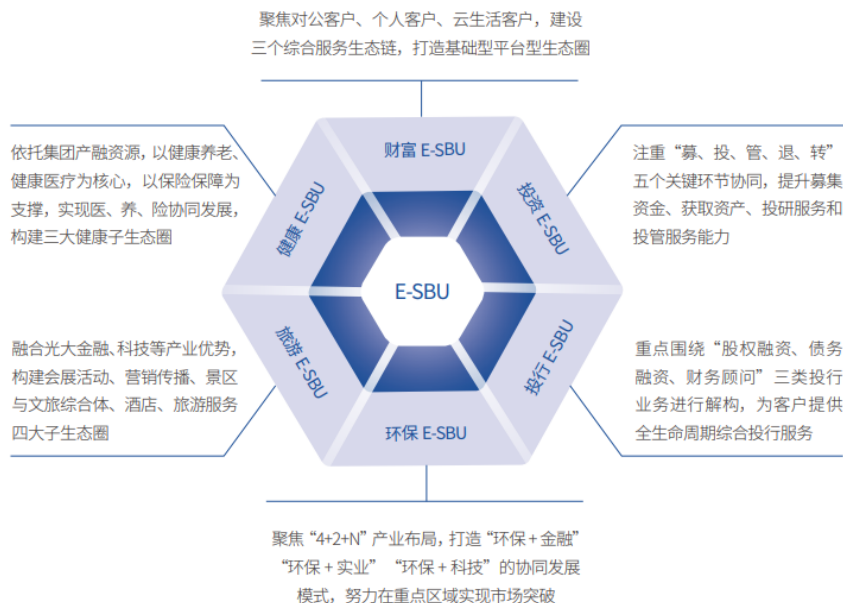 聚焦对公客户、个人客户、云生活客户，建设
三个综合服务生态链，打造基础型平台型生态圈
依托集团产融资源，以健康养老、
健康医疗为核心，以保险保障为
支撑，实现医、养、险协同发展，
构建三大健康子生态圈
财富 E-SBU
健康 E-SBU
投资 E-SBU
注重“募、投、管、退、转”
五个关键环节协同，提升募集
资金、获取资产、投研服务和
投管服务能力
E-SBU
融合光大金融、科技等产业优势，
构建会展活动、营销传播、景区
与文旅综合体、酒店、旅游服务
四大子生态圈
旅游 E-SBU
投行 E-SBU
环保 E-SBU
重点围绕“股权融资、债务
融资、财务顾问”三类投行
业务进行解构，为客户提供
全生命周期综合投行服务
聚焦“4+2+N”产业布局，打造“环保 + 金融”
“环保 + 实业” “环保 + 科技”的协同发展
模式，努力在重点区域实现市场突破